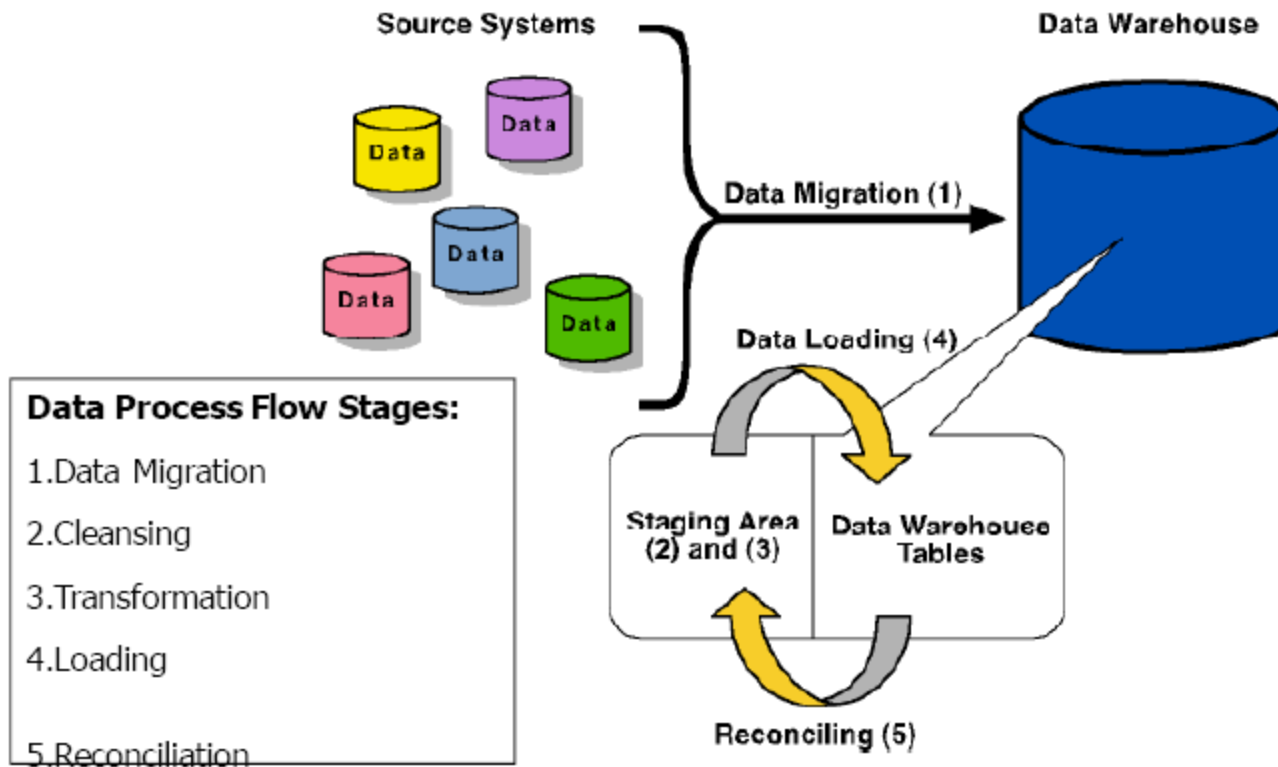 Source Systems
Data Warehouse
Data
Data
Data
Data
Data
Data Migration (1)
Data Loading (4)
Data Process Flow Stages:
1.Data Migration
2.Cleansing
3.Transformation
4.Loading
5.Reconciliation
Staging Area
(2) and (3)
Data Warehouse
Tables
Reconciling (5)